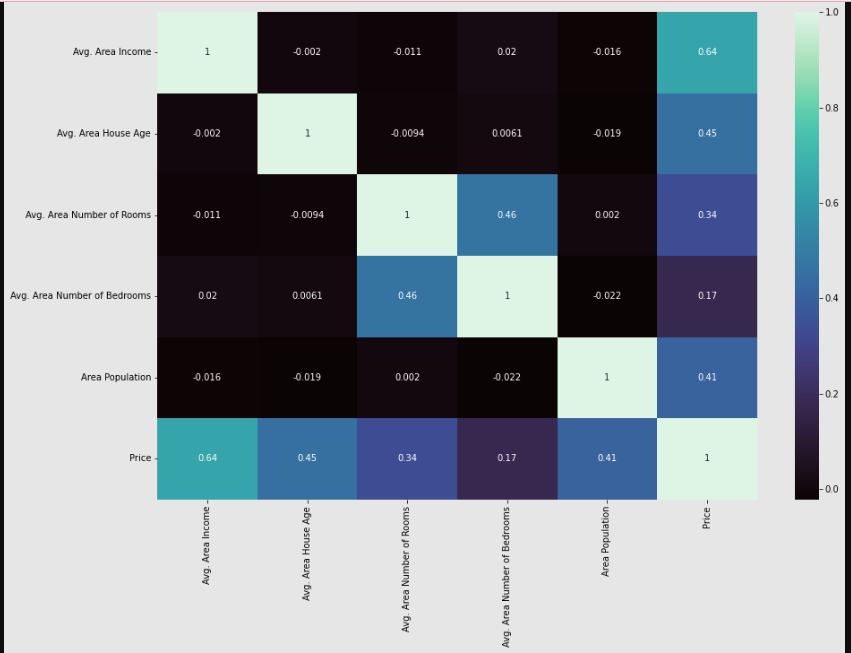 Avg. Area Income 1 -0.002 -0.011 0.02 -0.016 0.64
Avg. Area House Age -0.002 1 -0.0094 0.0061 -0.019 0.45
Avg. Area Number of Rooms -0.011 -0.0094 1 0.46 0.002 0.34
Avg. Area Number of Bedrooms 0.02 0.0061 0.46 1 -0.022 0.17
Area Population -0.016 -0.019 0.002 -0.022 1 0.41
Price 0.64 0.45 0.34 0.17 0.41 1
Avg. Area Income
Avg. Area House Age
Avg. Area Number of Rooms
Avg. Area Number of Bedrooms
Area Population
Price
1.0
0.8
0.6
0.4
0.2
0.0